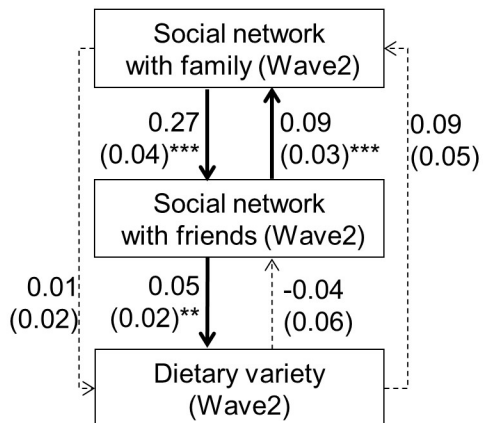 Social network
with family (Wave2)
0.27
(0.04)***
0.09
(0.03)***
0.09
(0.05)
Social network
with friends (Wave2)
0.01
(0.02)
0.05
(0.02)**
-0.04
(0.06)
Dietary variety
(Wave2)